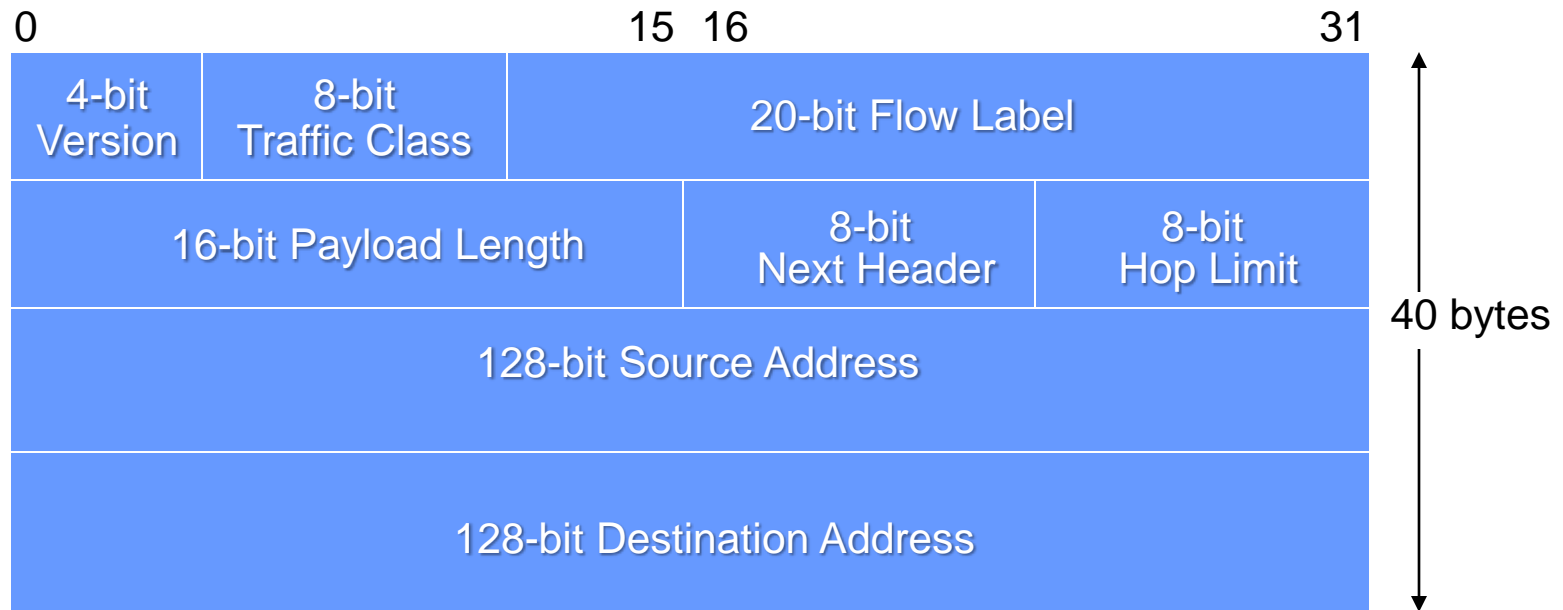 0 15 16 31
4-bit
Version
8-bit
Traffic Class
20-bit Flow Label
16-bit Payload Length
8-bit
Next Header
8-bit
Hop Limit
40 bytes
128-bit Source Address
128-bit Destination Address